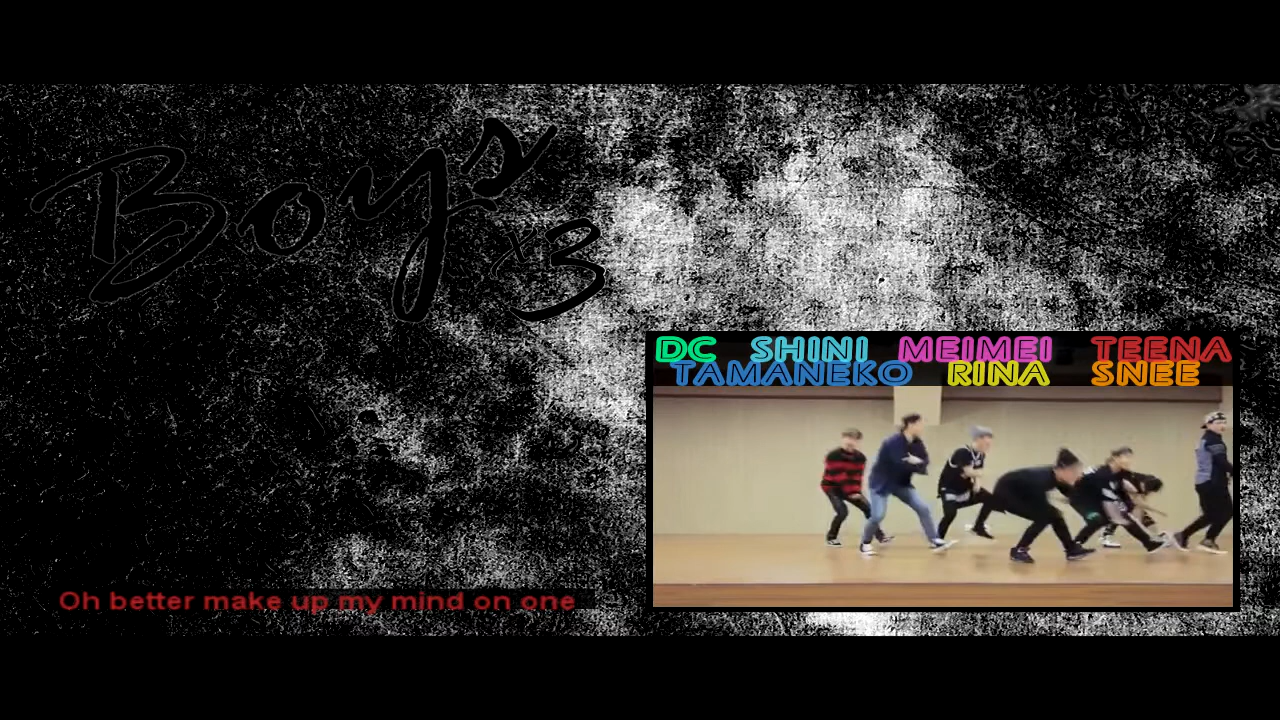 Boys
x3
DC SHINI MEIMEI TEENA
TAMANEKO RINA SNEE
Oh better make up my mind on one